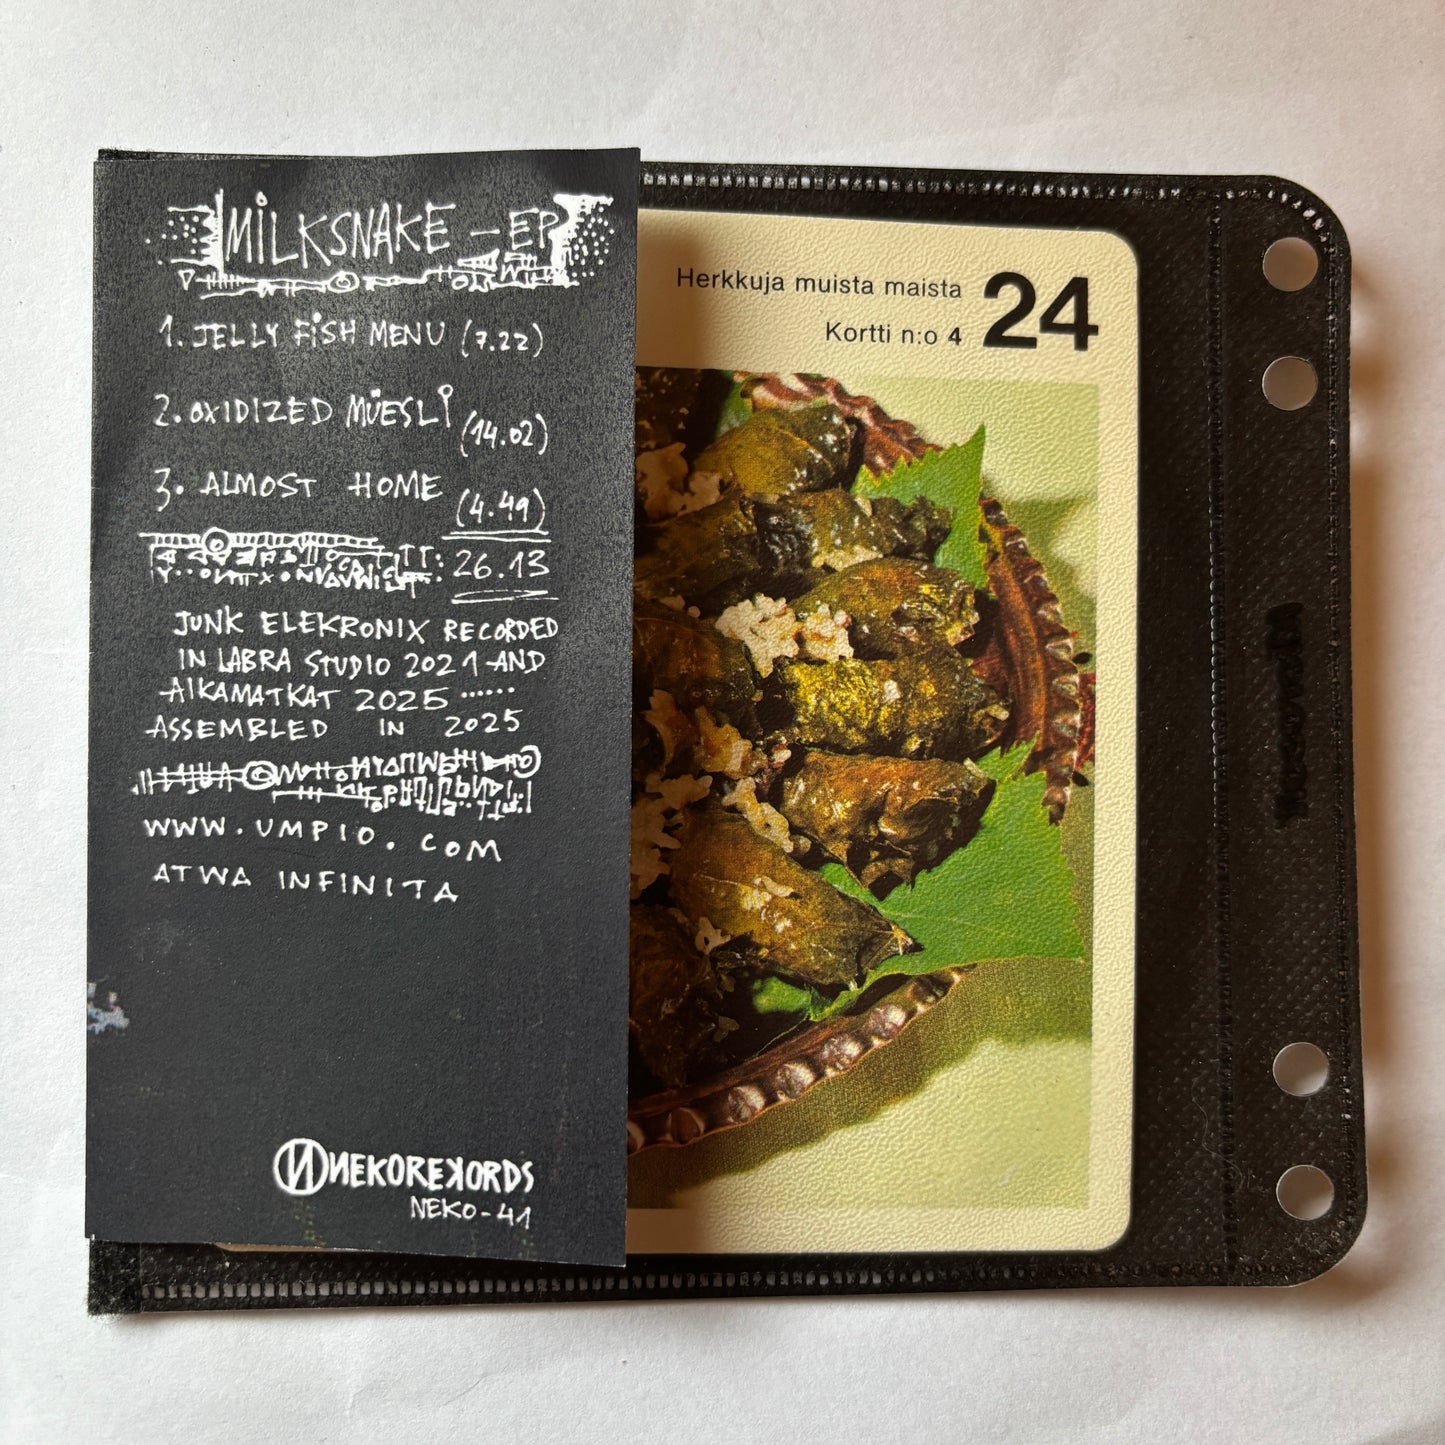 MiLKSNAKE - EP
1. JELLY FiSH MENU (7.22)
2. OXIDIZED MÜESLI (14.02)
3. ALMOST HOME (4.49)
TT: 26.13
JUNK ELEKRONIX RECORDED
IN LABRA STUDIO 2021 AND
AIKAMATKAT 2025 ......
ASSEMBLED IN 2025
WWW.UMPIO.COM
ATWA INFINITA
NEKOREKORDS
NEKO-41
Herkkuja muista maista
Kortti n:o 4
24